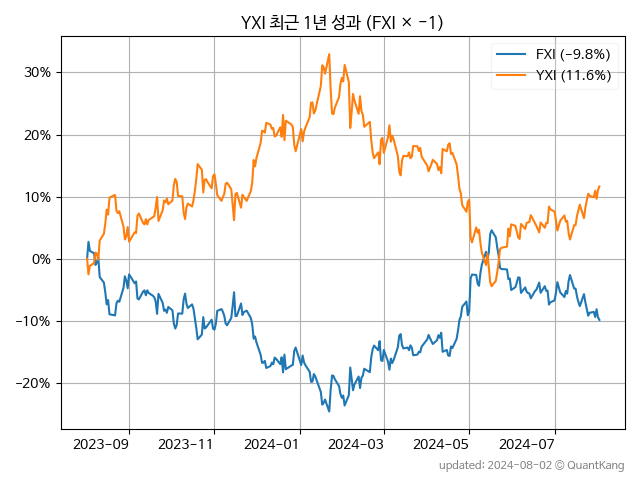 YXI 최근 1년 성과 (FXI × -1)
FXI (-9.8%)
YXI (11.6%)
30%
20%
10%
0%
-10%
-20%
2023-09 2023-11 2024-01 2024-03 2024-05 2024-07
updated: 2024-08-02 © QuantKang